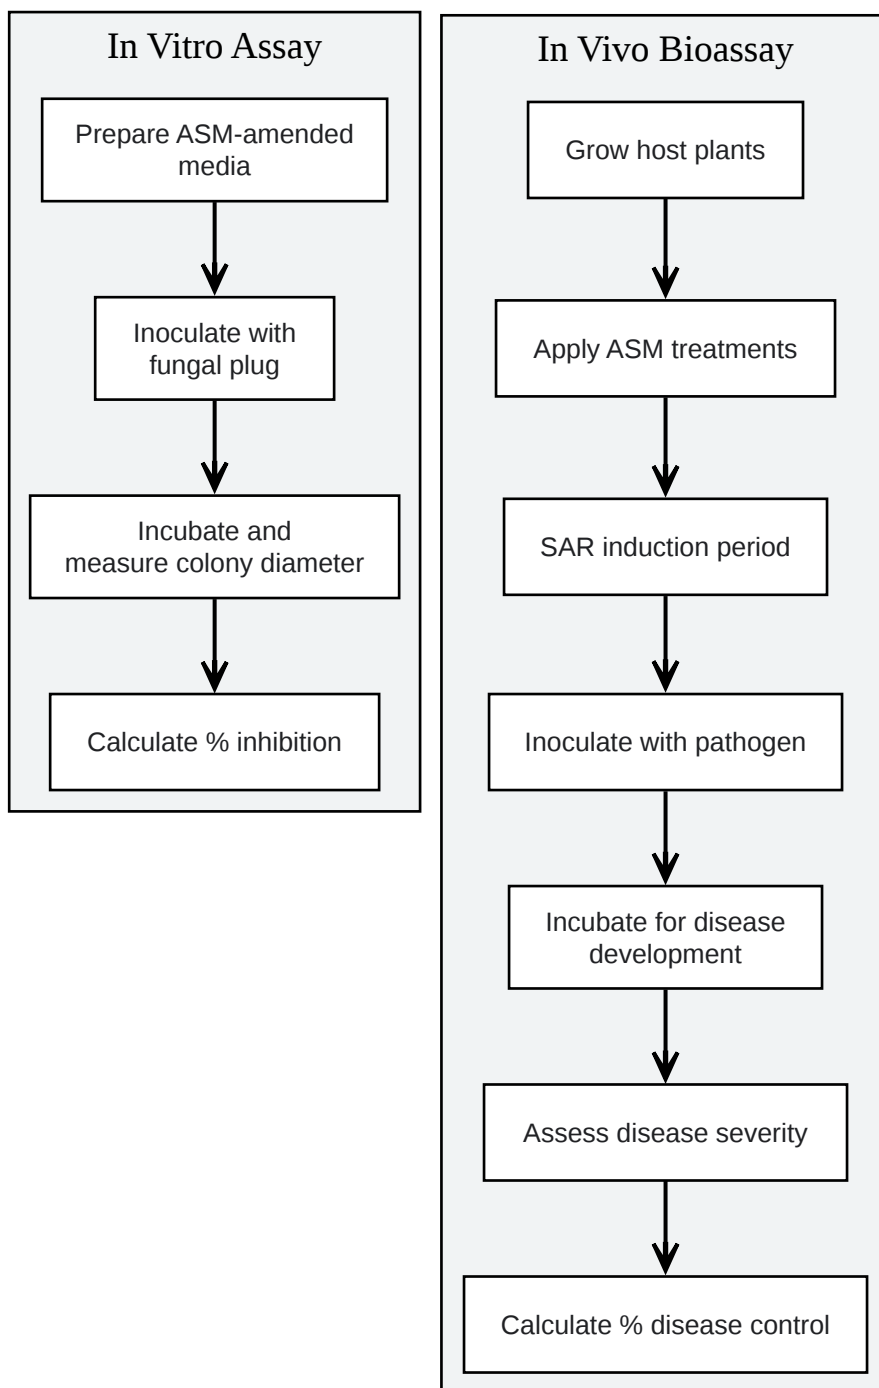 In Vitro Assay
Prepare ASM-amended
media
Inoculate with
fungal plug
Incubate and
measure colony diameter
Calculate % inhibition
In Vivo Bioassay
Grow host plants
Apply ASM treatments
SAR induction period
Inoculate with pathogen
Incubate for disease
development
Assess disease severity
Calculate % disease control